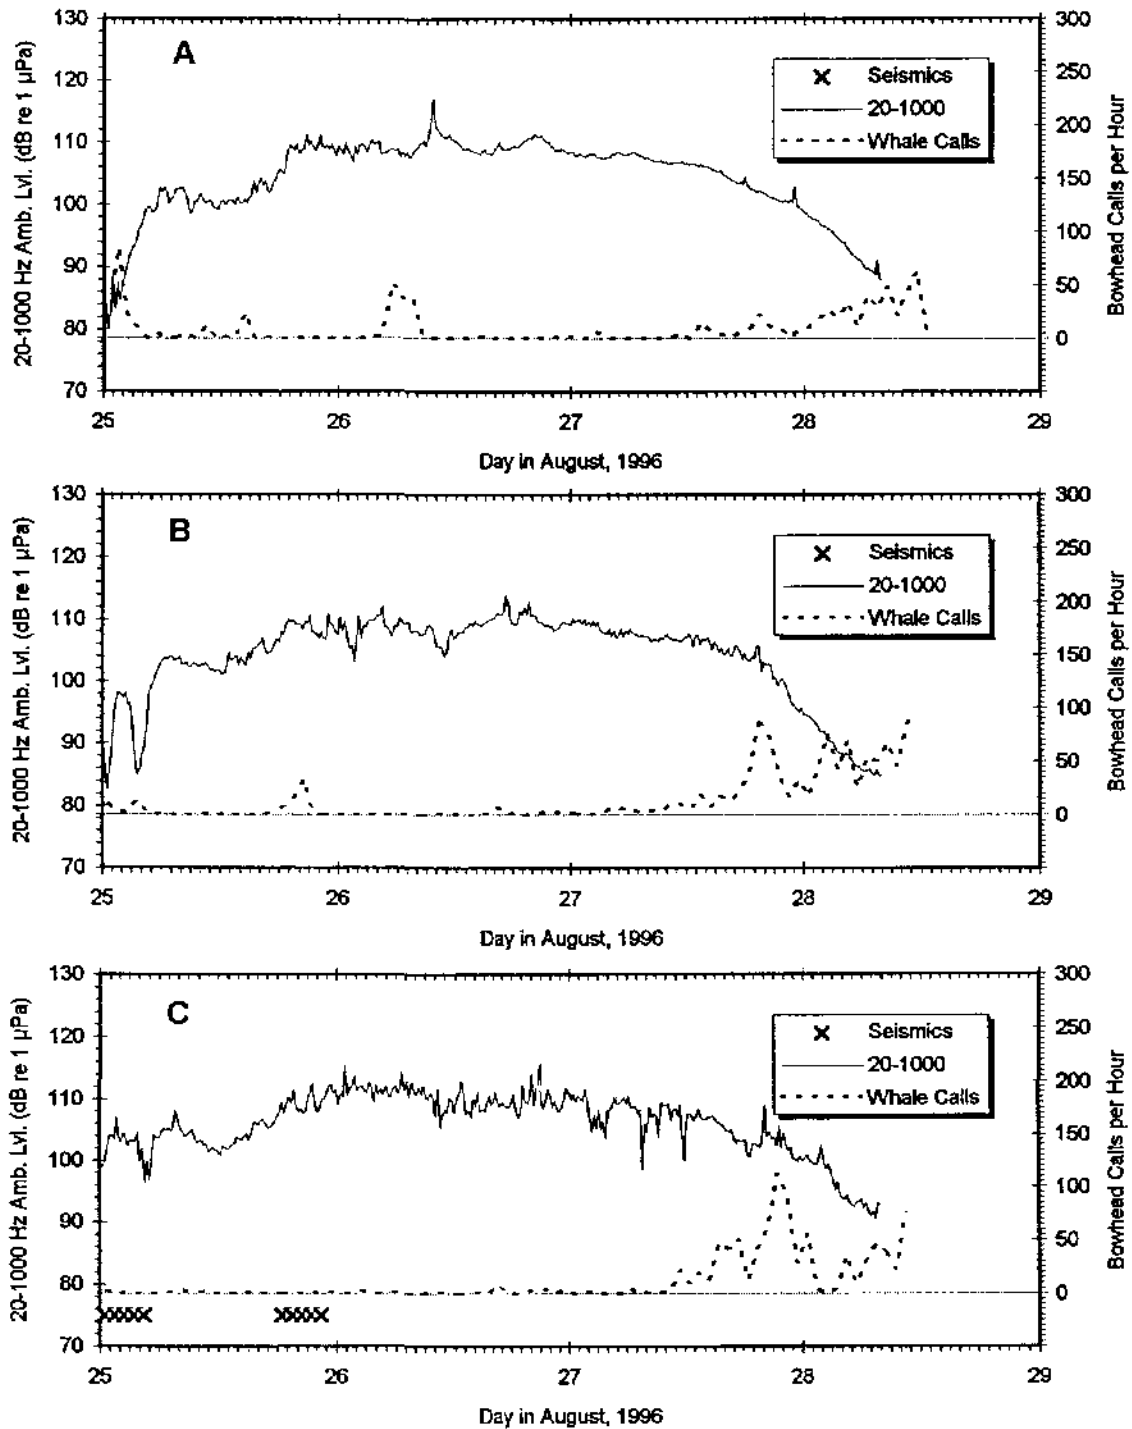 130
120
110
100
90
80
70
20-1000 Hz Amb. Lvl. (dB re 1 µPa)
A
Seismics
20-1000
Whale Calls
300
250
200
150
100
50
0
Bowhead Calls per Hour
25 26 27 28 29
Day in August, 1996
130
120
110
100
90
80
70
20-1000 Hz Amb. Lvl. (dB re 1 µPa)
B
Seismics
20-1000
Whale Calls
300
250
200
150
100
50
0
Bowhead Calls per Hour
25 26 27 28 29
Day in August, 1996
130
120
110
100
90
80
70
20-1000 Hz Amb. Lvl. (dB re 1 µPa)
C
Seismics
20-1000
Whale Calls
300
250
200
150
100
50
0
Bowhead Calls per Hour
25 26 27 28 29
Day in August, 1996